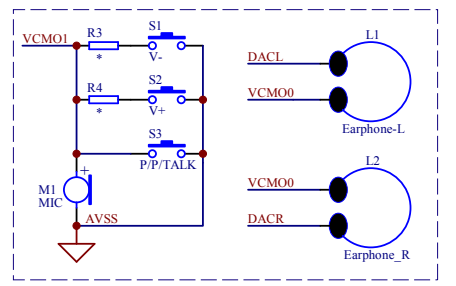 VCMO1
R3
*
S1
V-
R4
*
S2
V+
S3
P/P/TALK
+
M1
MIC
AVSS
L1
DACL
VCMO0
Earphone-L
L2
VCMO0
DACR
Earphone_R